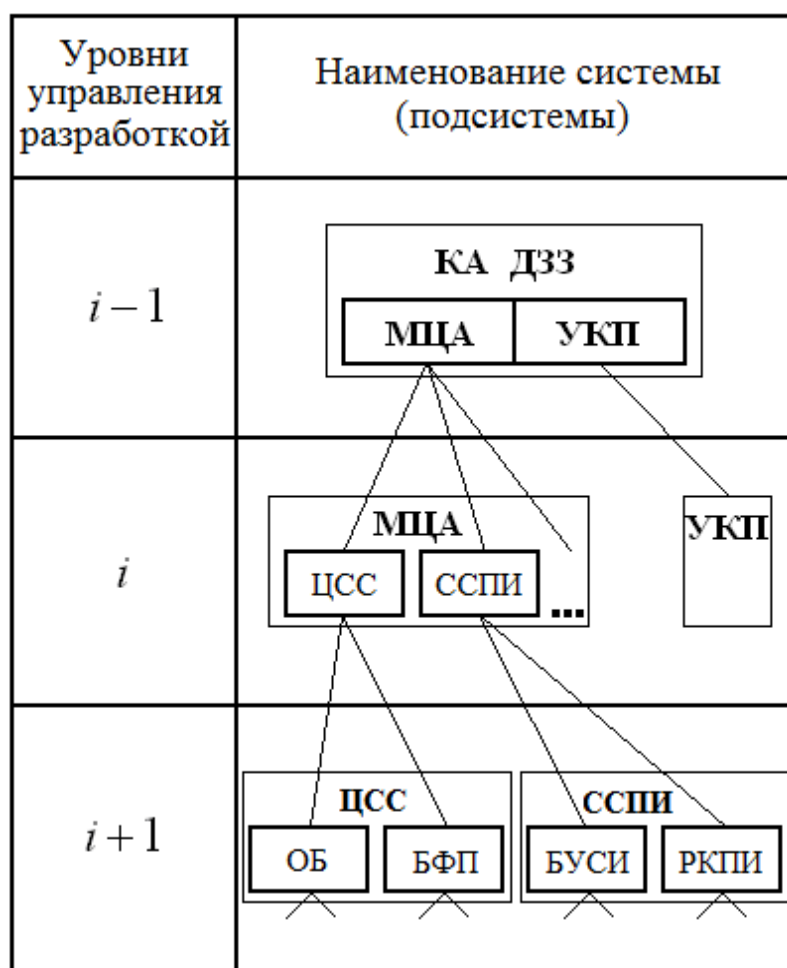 Уровни
управления
разработкой
Наименование системы
(подсистемы)
i − 1
КА ДЗЗ
МЦА
УКП
i
МЦА
ЦСС
ССПИ
...
УКП
i + 1
ЦСС
ОБ
БФП
ССПИ
БУСИ
РКПИ